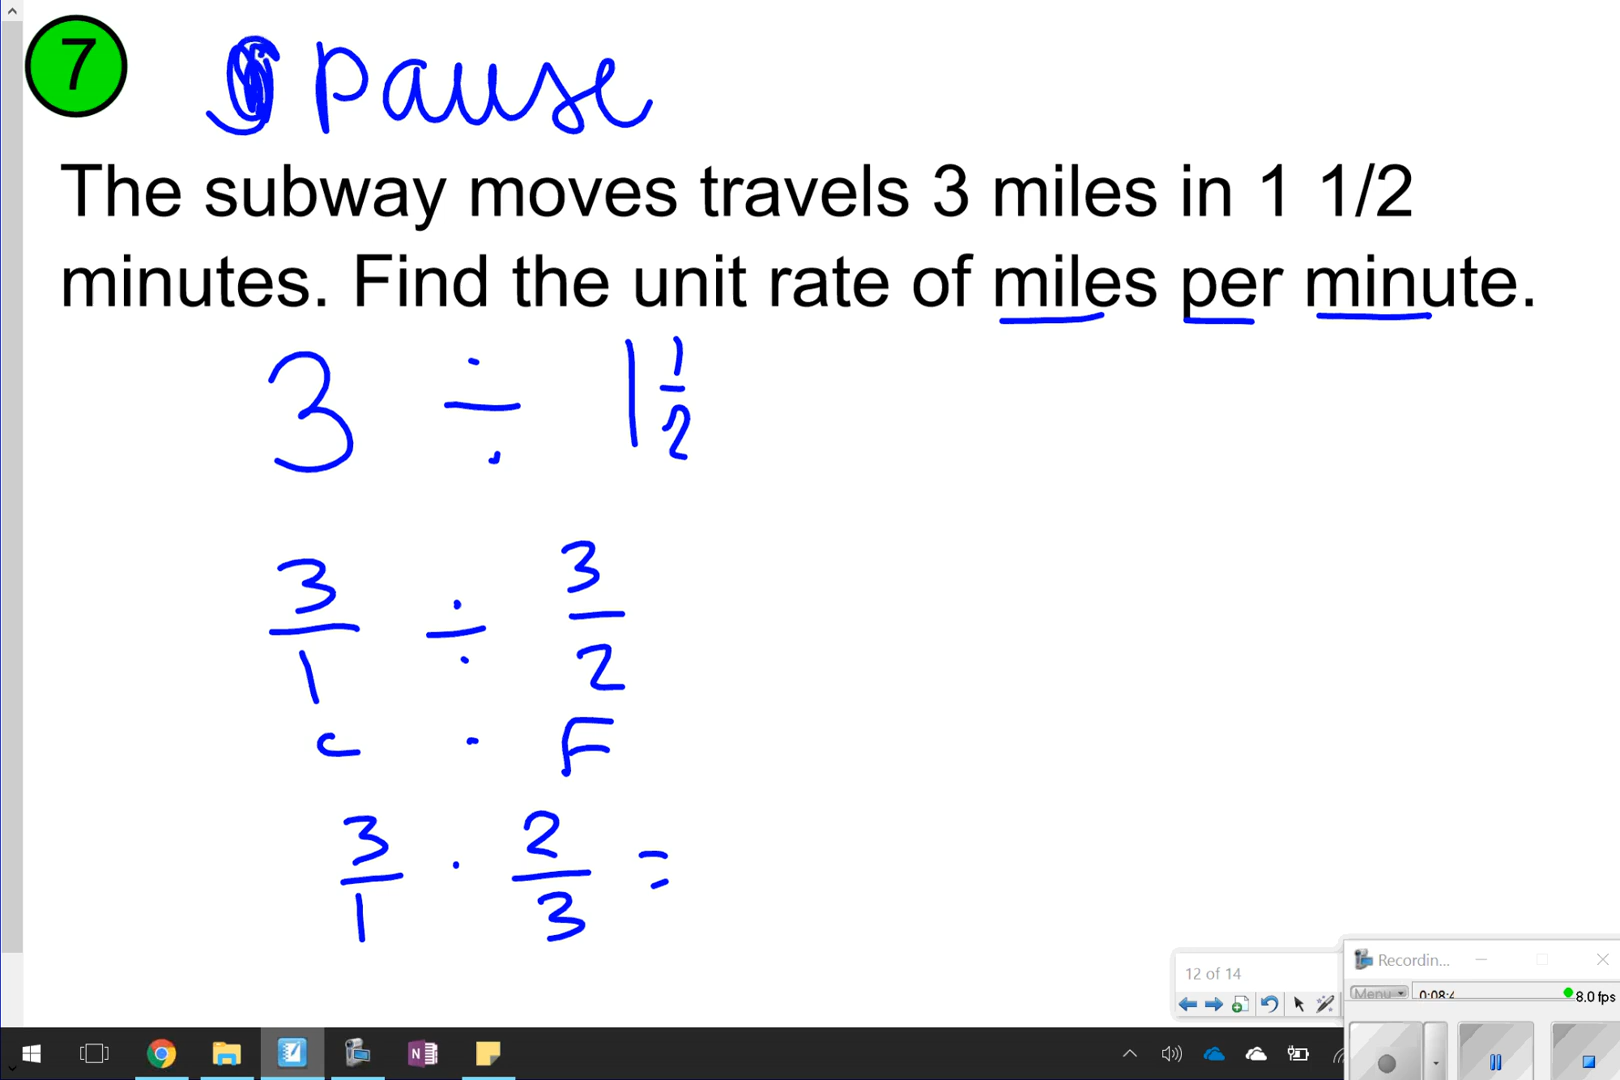 7
Pause
The subway moves travels 3 miles in 1 1/2
minutes. Find the unit rate of miles per minute.
3 ÷ 1 1/2
3/1 ÷ 3/2
C · F
3/1 · 2/3 =
12 of 14
Recordin...
Menu
8.0 fps